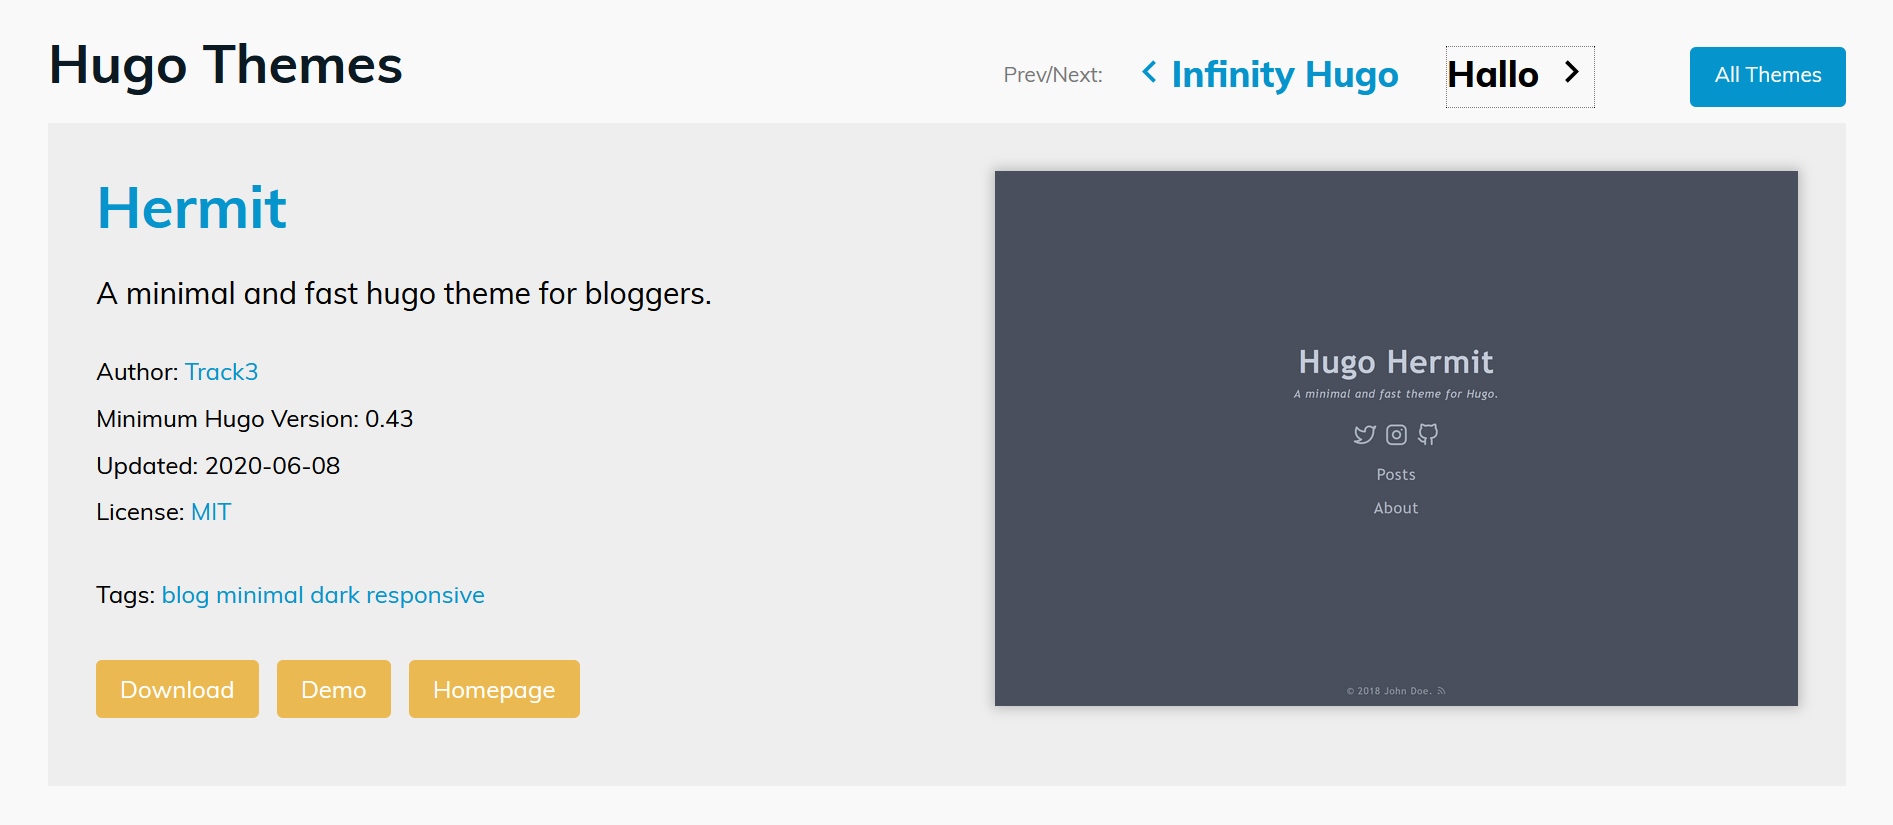 Hugo Themes
Prev/Next: Infinity Hugo Hallo All Themes
Hermit
A minimal and fast hugo theme for bloggers.
Author: Track3
Minimum Hugo Version: 0.43
Updated: 2020-06-08
License: MIT
Tags: blog minimal dark responsive
Download Demo Homepage
Hugo Hermit
A minimal and fast theme for Hugo.
Posts
About
© 2018 John Doe.